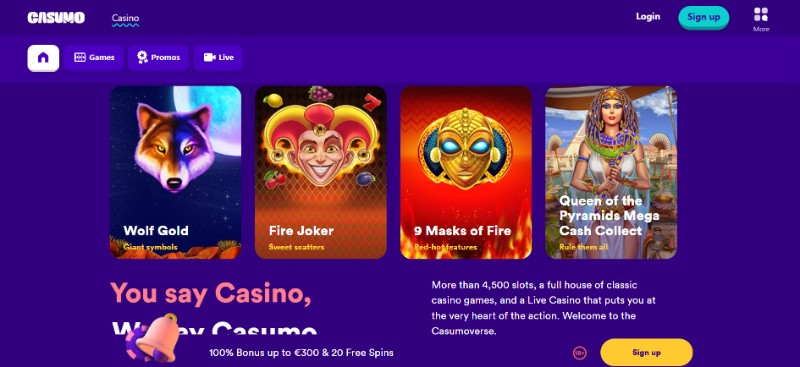 CASUMO
Casino
Login
Sign up
More
Games
Promos
Live
Wolf Gold
Giant symbols
Fire Joker
Sweet scatters
9 Masks of Fire
Red-hot features
Queen of the
Pyramids Mega
Cash Collect
Rule them all
You say Casino,
We say Casumo
More than 4,500 slots, a full house of classic
casino games, and a Live Casino that puts you at
the very heart of the action. Welcome to the
Casumoverse.
100% Bonus up to €300 & 20 Free Spins
18+
Sign up